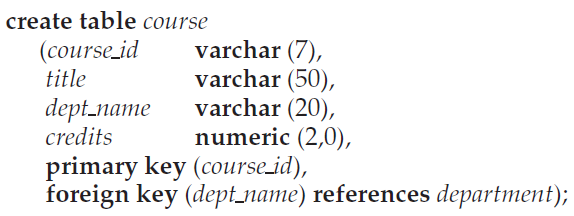 create table course
(course_id varchar (7),
title varchar (50),
dept_name varchar (20),
credits numeric (2,0),
primary key (course_id),
foreign key (dept_name) references department);